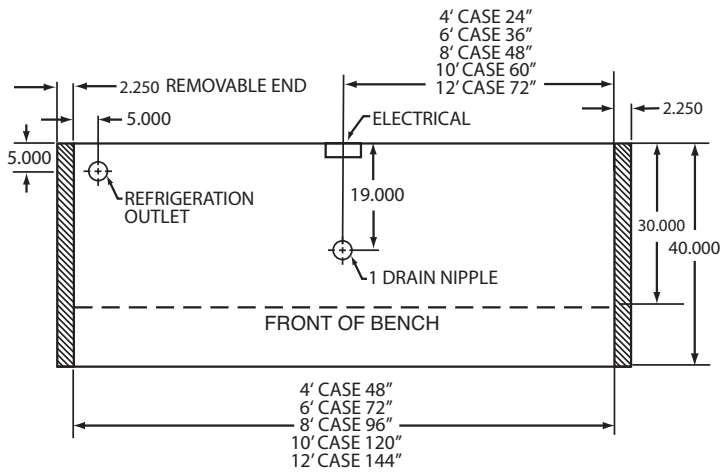 4' CASE 24"
6' CASE 36"
8' CASE 48"
10' CASE 60"
12' CASE 72"
2.250 REMOVABLE END
2.250
5.000
ELECTRICAL
5.000
19.000
REFRIGERATION
OUTLET
30.000
40.000
1 DRAIN NIPPLE
FRONT OF BENCH
4' CASE 48"
6' CASE 72"
8' CASE 96"
10' CASE 120"
12' CASE 144"